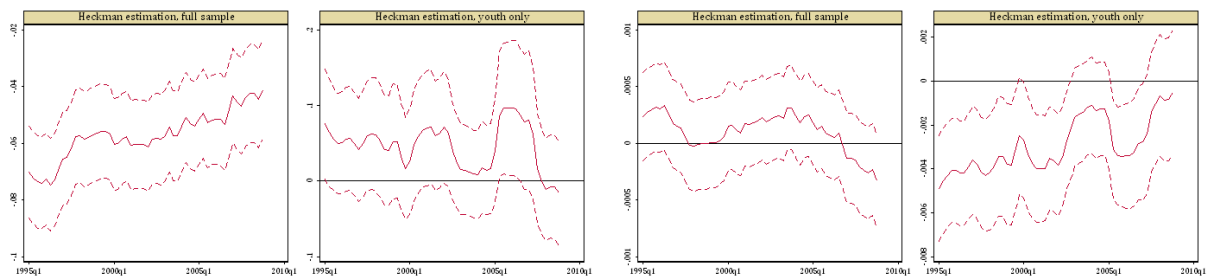 Heckman estimation, full sample
Heckman estimation, youth only
Heckman estimation, full sample
Heckman estimation, youth only
-.02
-.04
-.06
-.08
-.1
.2
.1
0
-.1
.001
.0005
0
-.0005
-.001
.002
0
-.002
-.004
-.006
-.008
1995q1
2000q1
2005q1
2010q1
1995q1
2000q1
2005q1
2010q1
1995q1
2000q1
2005q1
2010q1
1995q1
2000q1
2005q1
2010q1